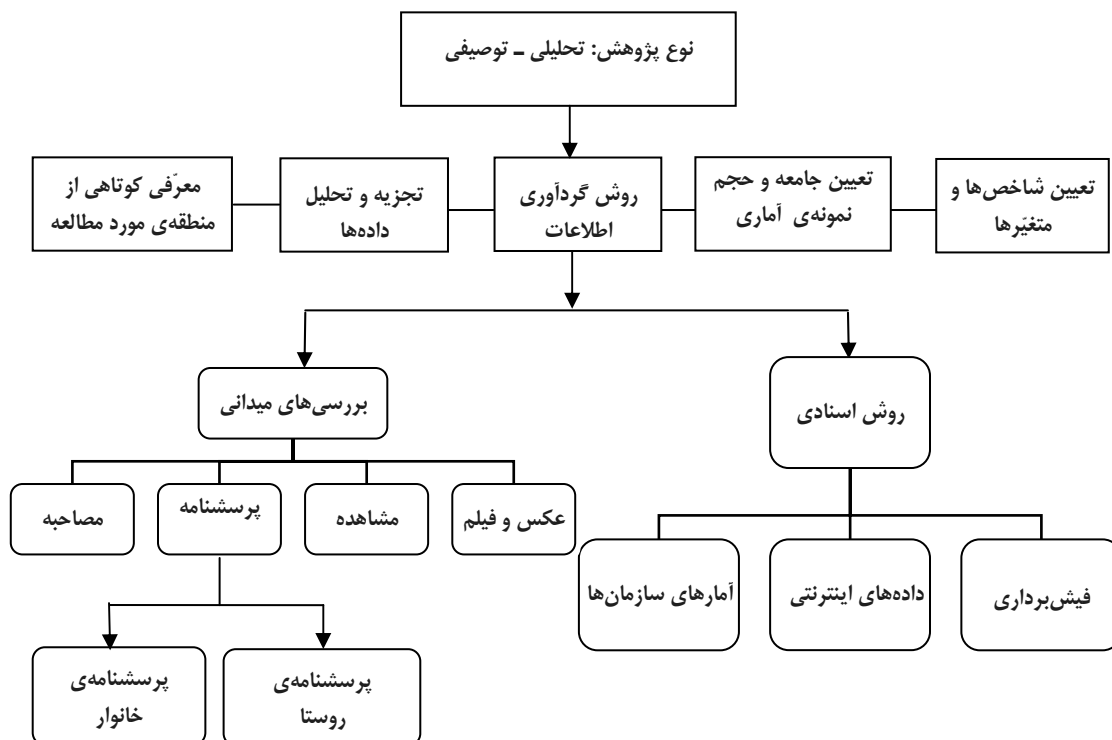 نوع پژوهش: تحلیلی ـ توصیفی
تعیین شاخص‌ها و
متغیّرها
تعیین جامعه و حجم
نمونه‌ی آماری
روش گردآوری
اطلاعات
تجزیه و تحلیل
داده‌ها
معرّفی کوتاهی از
منطقه‌ی مورد مطالعه
روش اسنادی
بررسی‌های میدانی
فیش‌برداری
داده‌های اینترنتی
آمارهای سازمان‌ها
عکس و فیلم
مشاهده
پرسشنامه
مصاحبه
پرسشنامه‌ی
روستا
پرسشنامه‌ی
خانوار